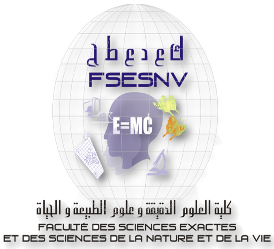 ك ع د ع ط ح
FSESNV
E=MC
كلية العلوم الدقيقة و علوم الطبيعة و الحياة
FACULTÉ DES SCIENCES EXACTES
ET DES SCIENCES DE LA NATURE ET DE LA VIE